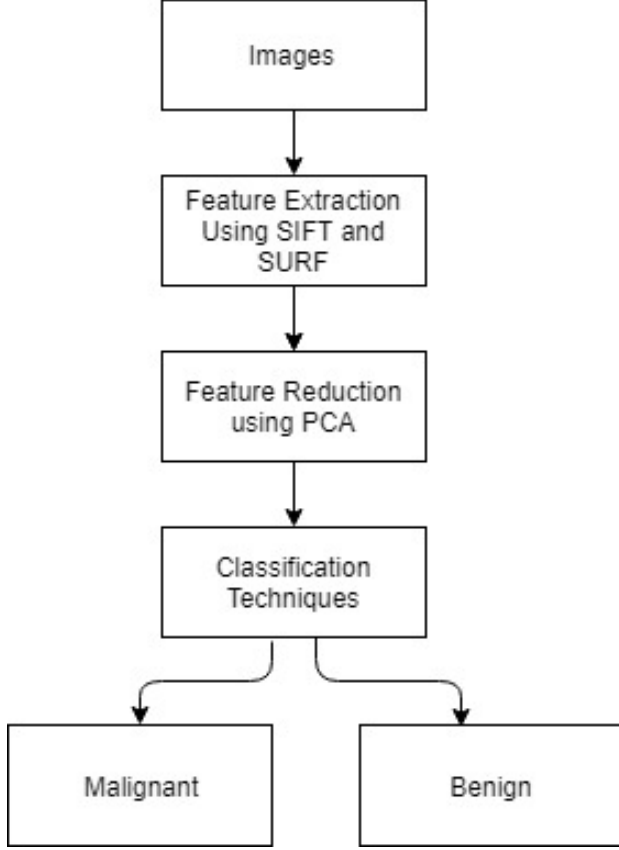 Images
Feature Extraction
Using SIFT and
SURF
Feature Reduction
using PCA
Classification
Techniques
Malignant
Benign